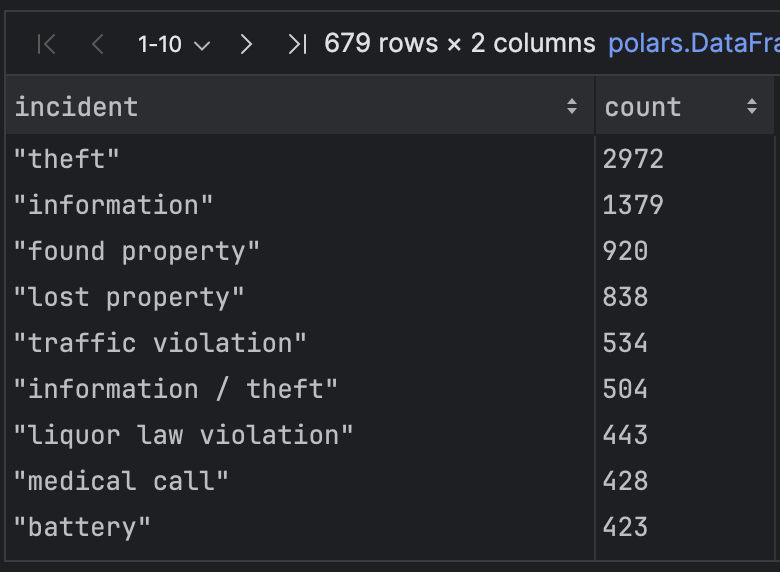 1-10 679 rows × 2 columns polars.DataFra
incident count
"theft" 2972
"information" 1379
"found property" 920
"lost property" 838
"traffic violation" 534
"information / theft" 504
"liquor law violation" 443
"medical call" 428
"battery" 423